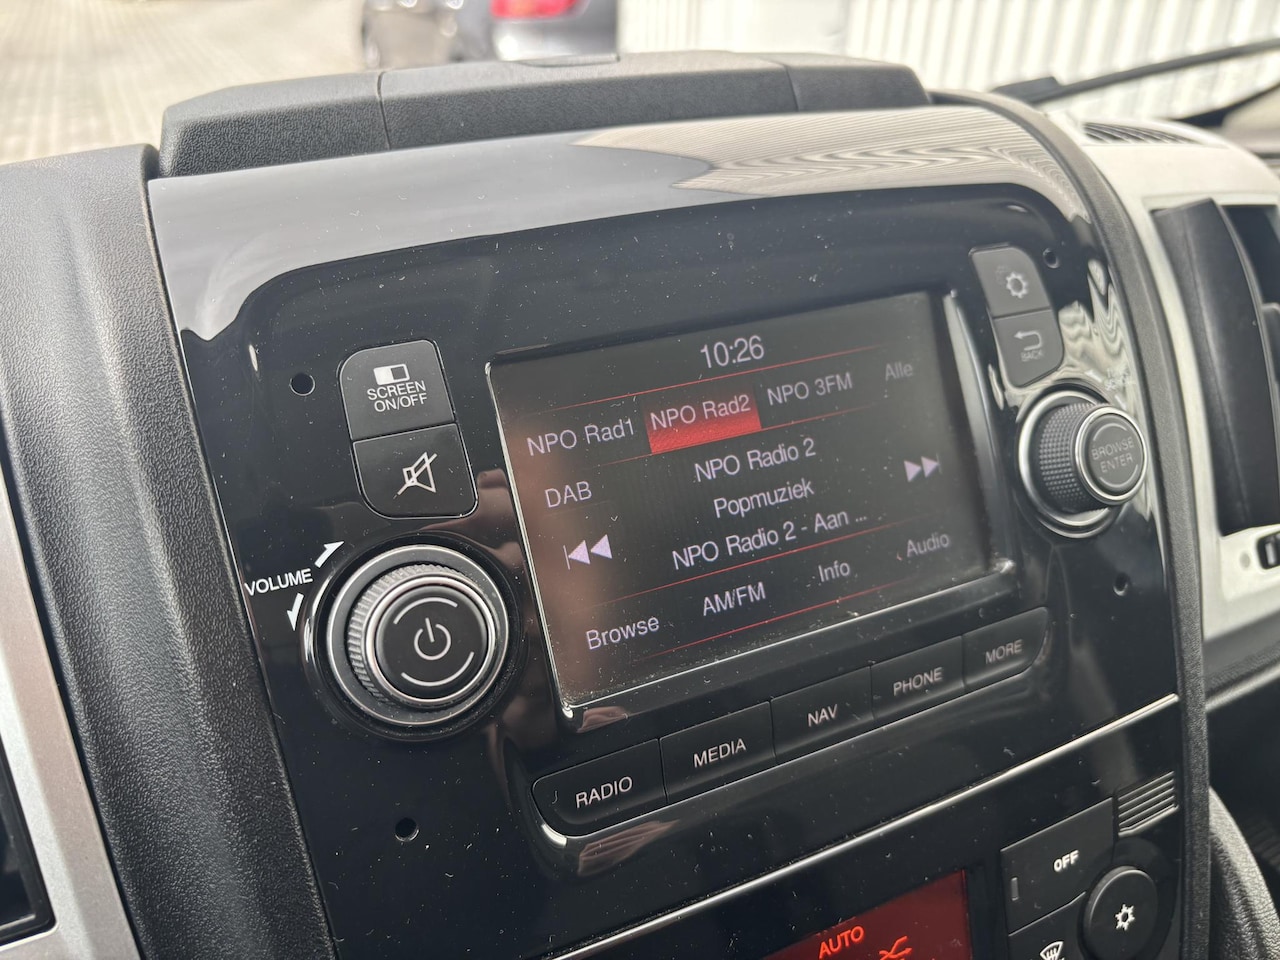 SCREEN
ON/OFF
VOLUME
BACK
BROWSE
ENTER
10:26
NPO Rad1 NPO Rad2 NPO 3FM Alle
DAB
NPO Radio 2
Popmuziek
NPO Radio 2 - Aan ...
Browse AM/FM Info Audio
RADIO MEDIA NAV PHONE MORE
OFF
AUTO